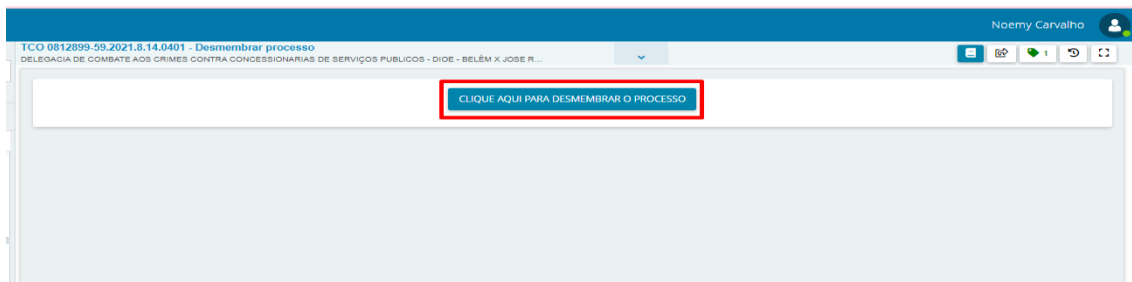 Noemy Carvalho
TCO 0812899-59.2021.8.14.0401 - Desmembrar processo
DELEGACIA DE COMBATE AOS CRIMES CONTRA CONCESSIONARIAS DE SERVIÇOS PUBLICOS - DIOE - BELÉM X JOSE R...
1
CLIQUE AQUI PARA DESMEMBRAR O PROCESSO